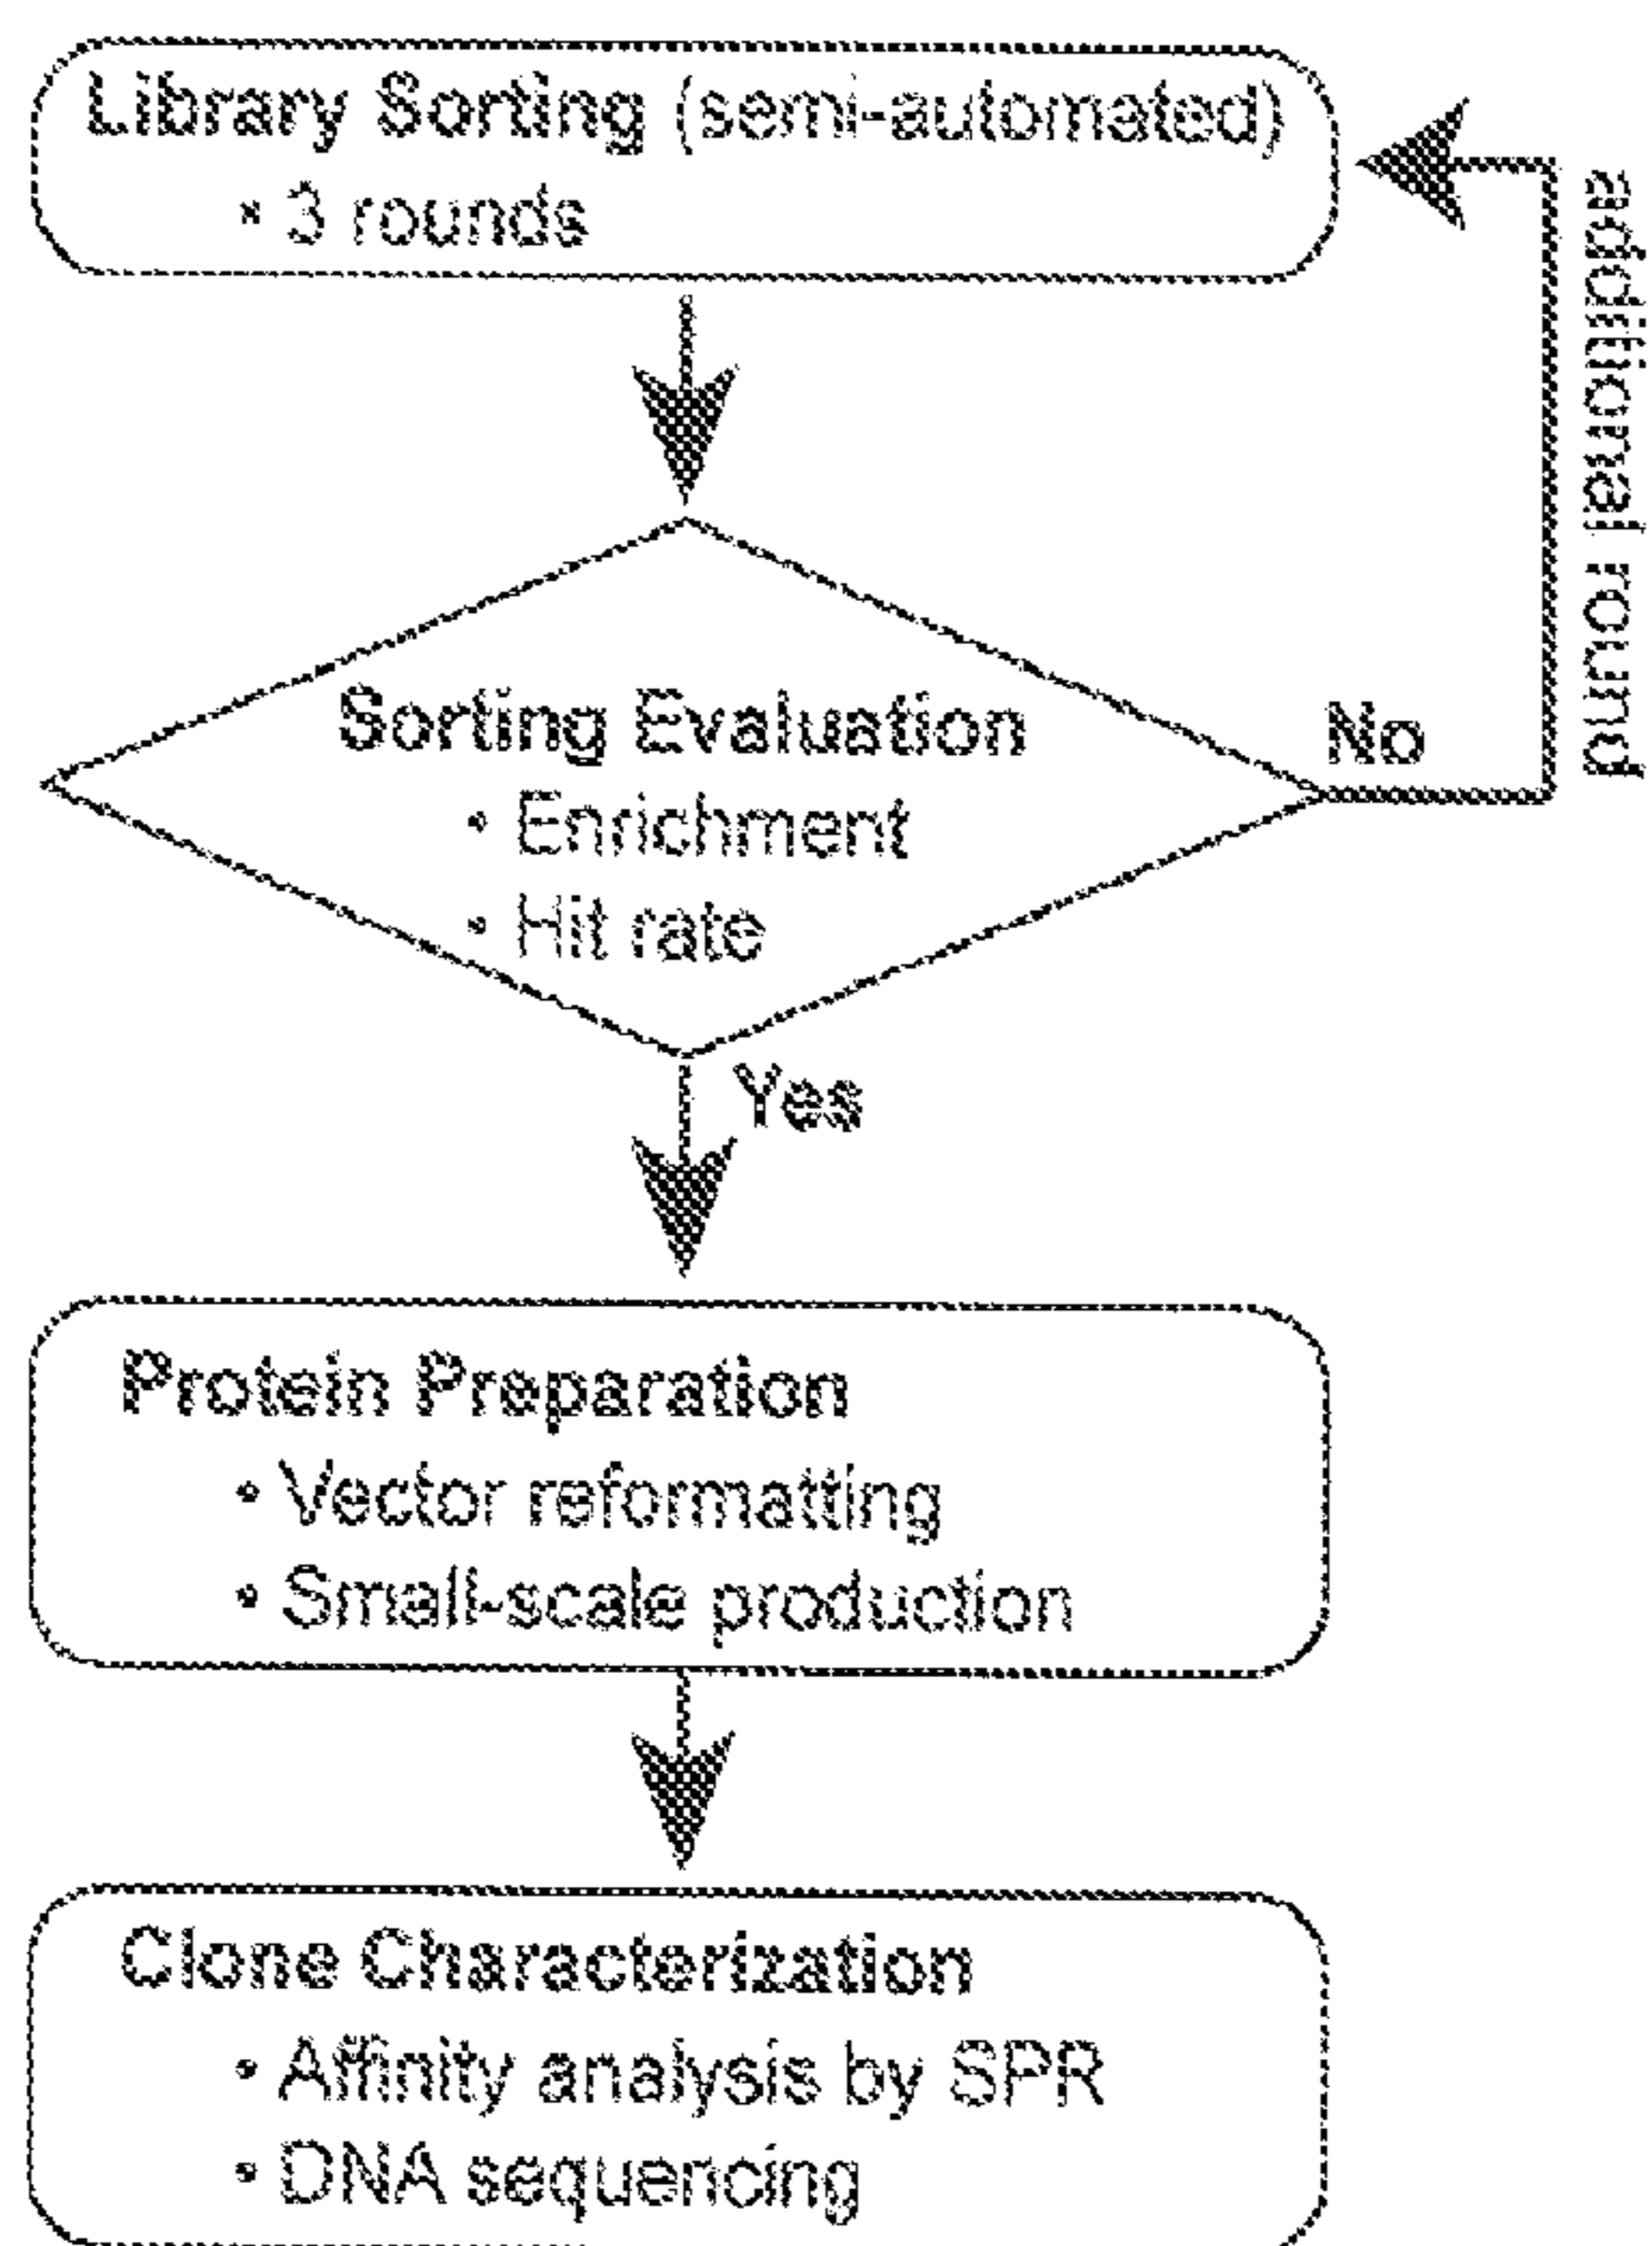 Library Sorting (semi-automated)
• 3 rounds
additional round
Sorting Evaluation
• Enrichment
• Hit rate
No
Yes
Protein Preparation
• Vector reformatting
• Small-scale production
Clone Characterization
• Affinity analysis by SPR
• DNA sequencing